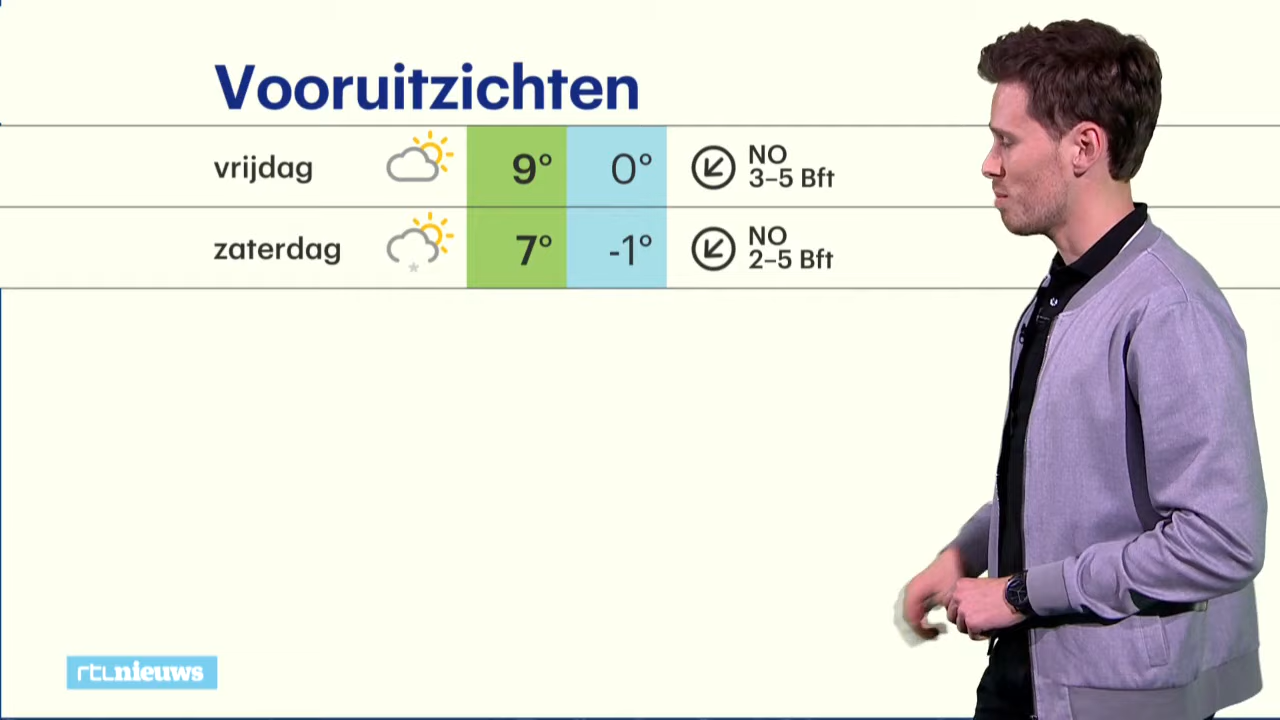 Vooruitzichten
vrijdag 9° 0° NO
3–5 Bft
zaterdag 7° -1° NO
2–5 Bft
rtlnieuws